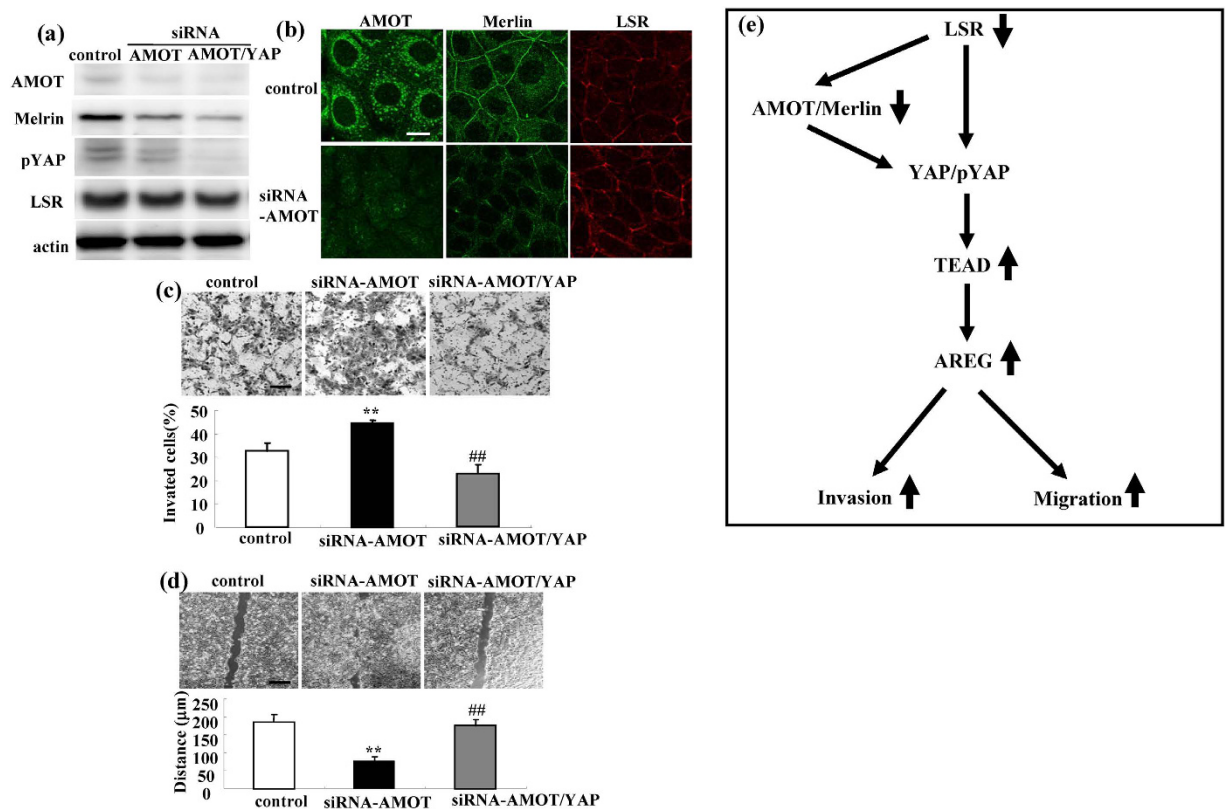 (a)
siRNA
control AMOT AMOT/YAP
AMOT
Melrin
pYAP
LSR
actin
(b)
AMOT Merlin LSR
control
siRNA
-AMOT
(c)
control siRNA-AMOT siRNA-AMOT/YAP
Invated cells(%)
50
40
30
20
10
0
**
##
control siRNA-AMOT siRNA-AMOT/YAP
(d)
control siRNA-AMOT siRNA-AMOT/YAP
Distance (μm)
250
200
150
100
50
0
**
##
control siRNA-AMOT siRNA-AMOT/YAP
(e)
LSR
AMOT/Merlin
YAP/pYAP
TEAD
AREG
Invasion Migration